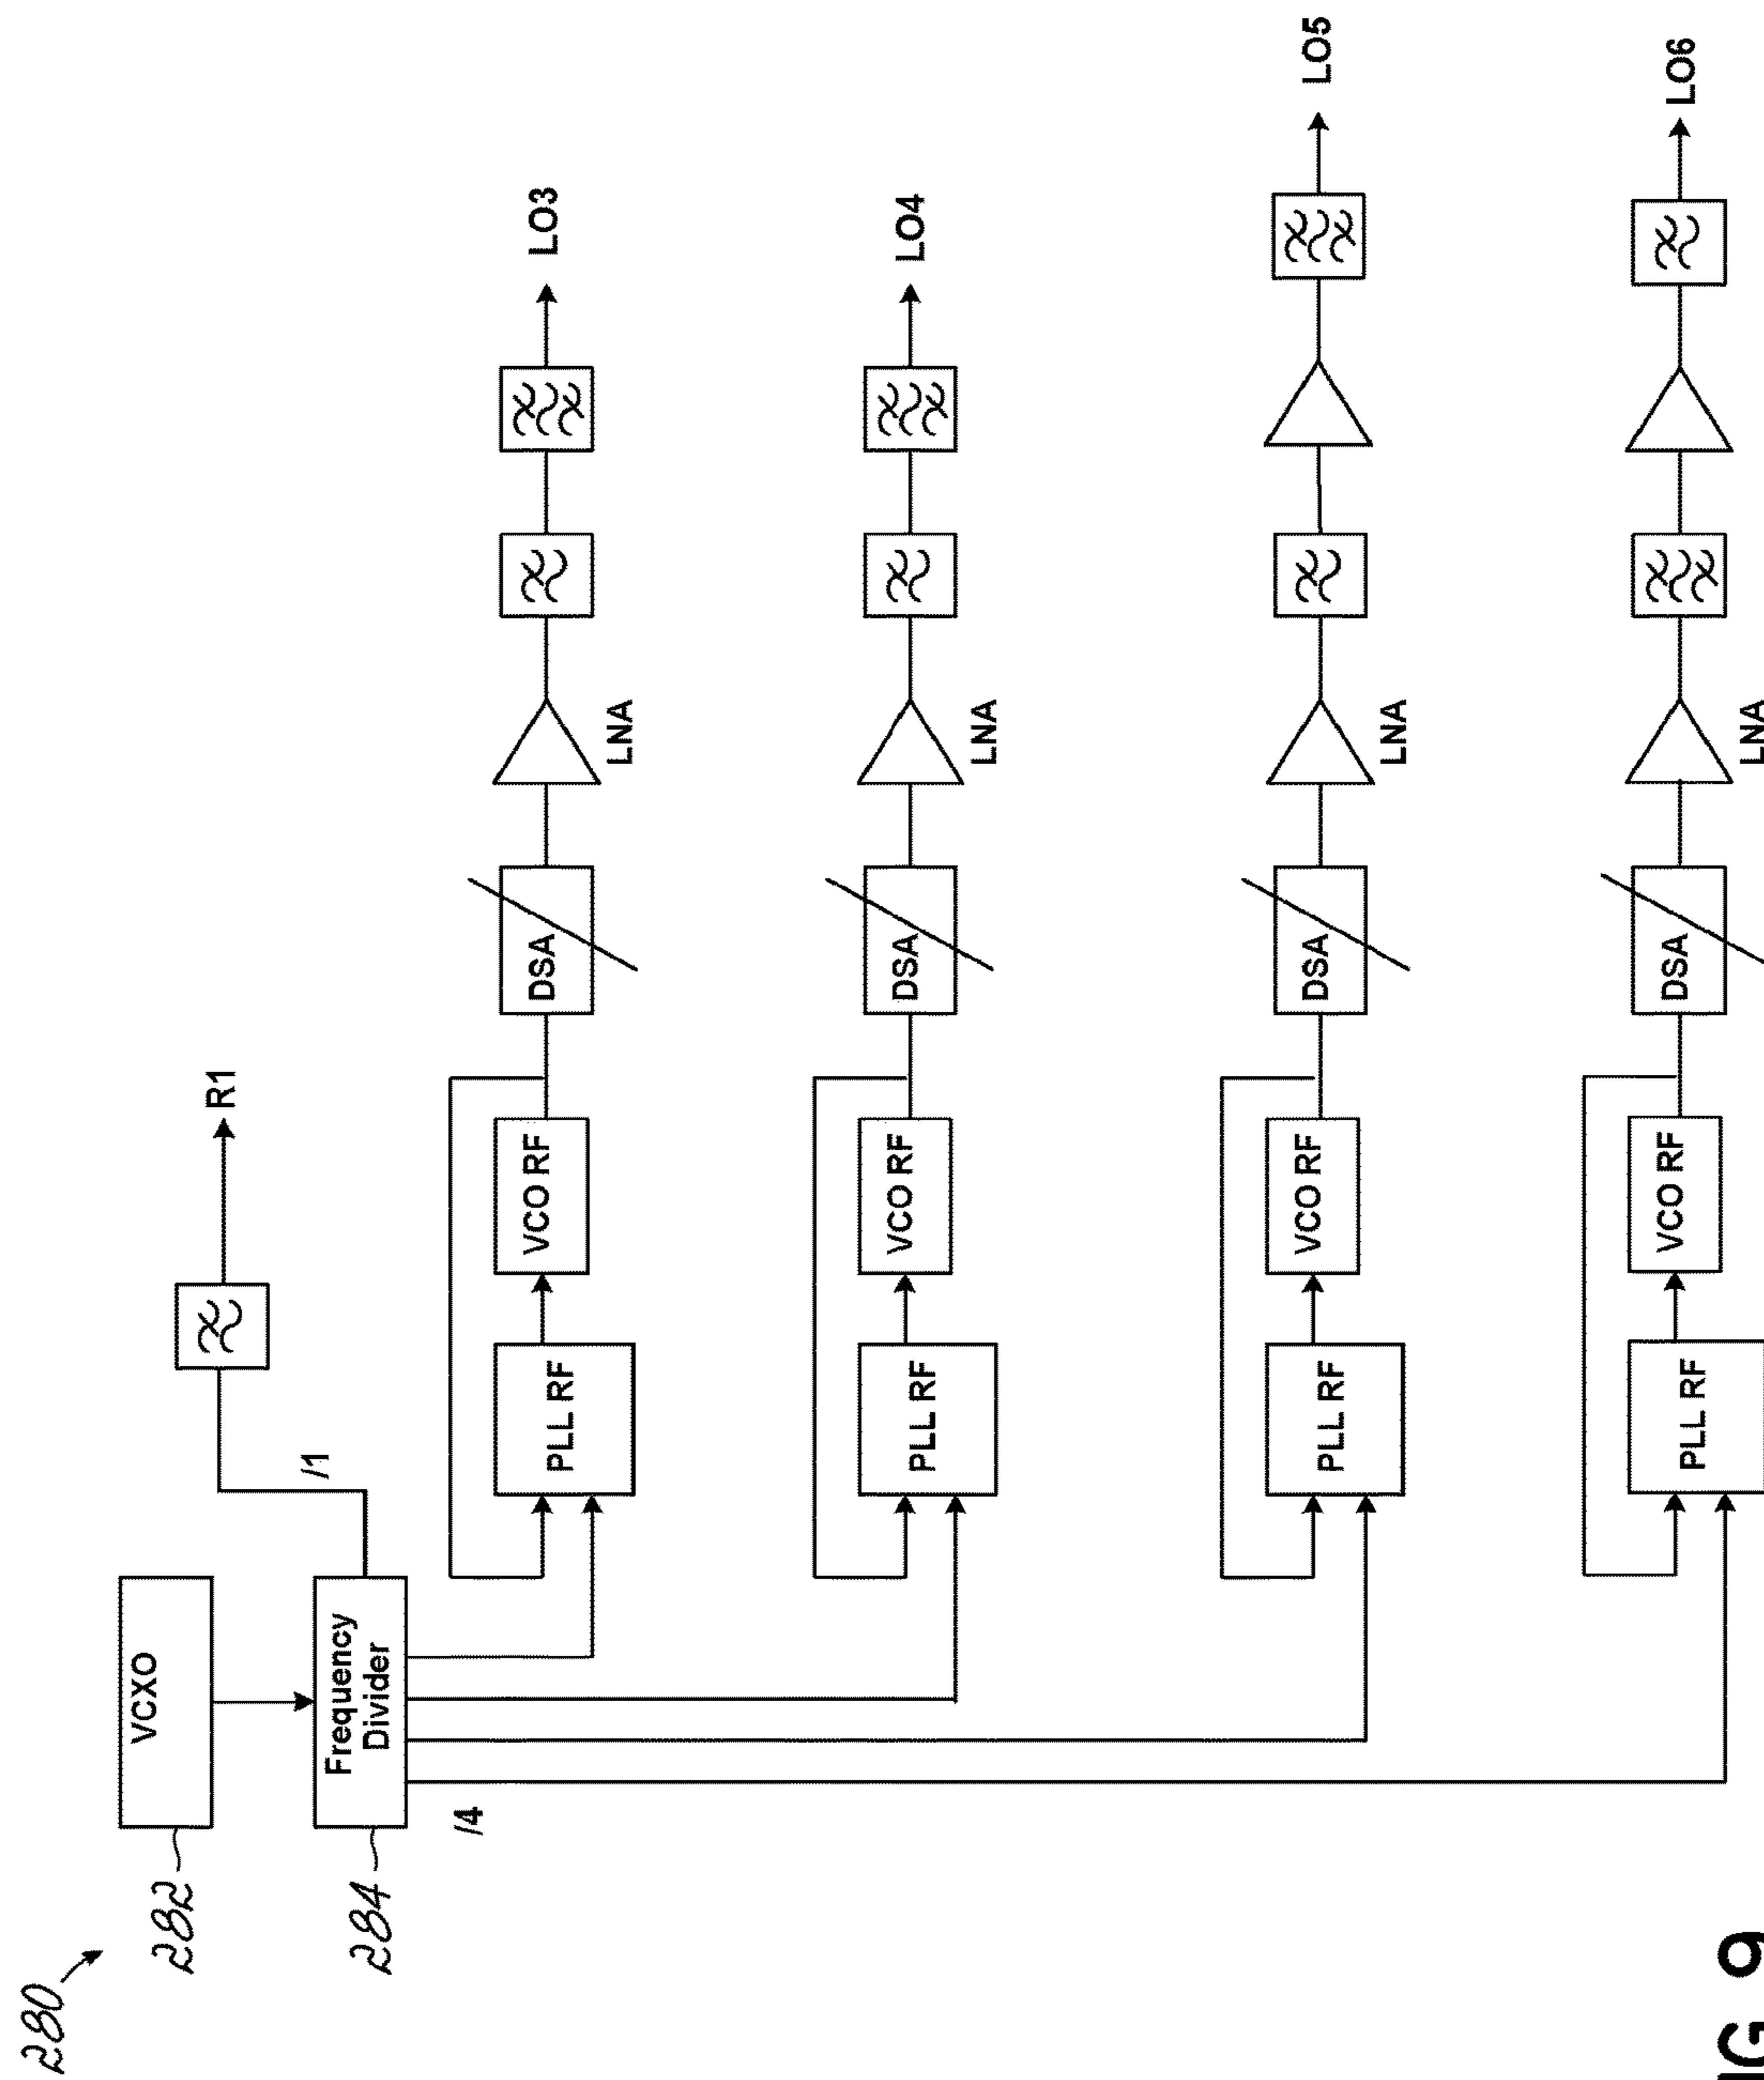 280
282
VCXO
284
Frequency
Divider
/1
R1
/4
PLL RF
VCO RF
DSA
LNA
LO3
PLL RF
VCO RF
DSA
LNA
LO4
PLL RF
VCO RF
DSA
LNA
LO5
PLL RF
VCO RF
DSA
LNA
LO6